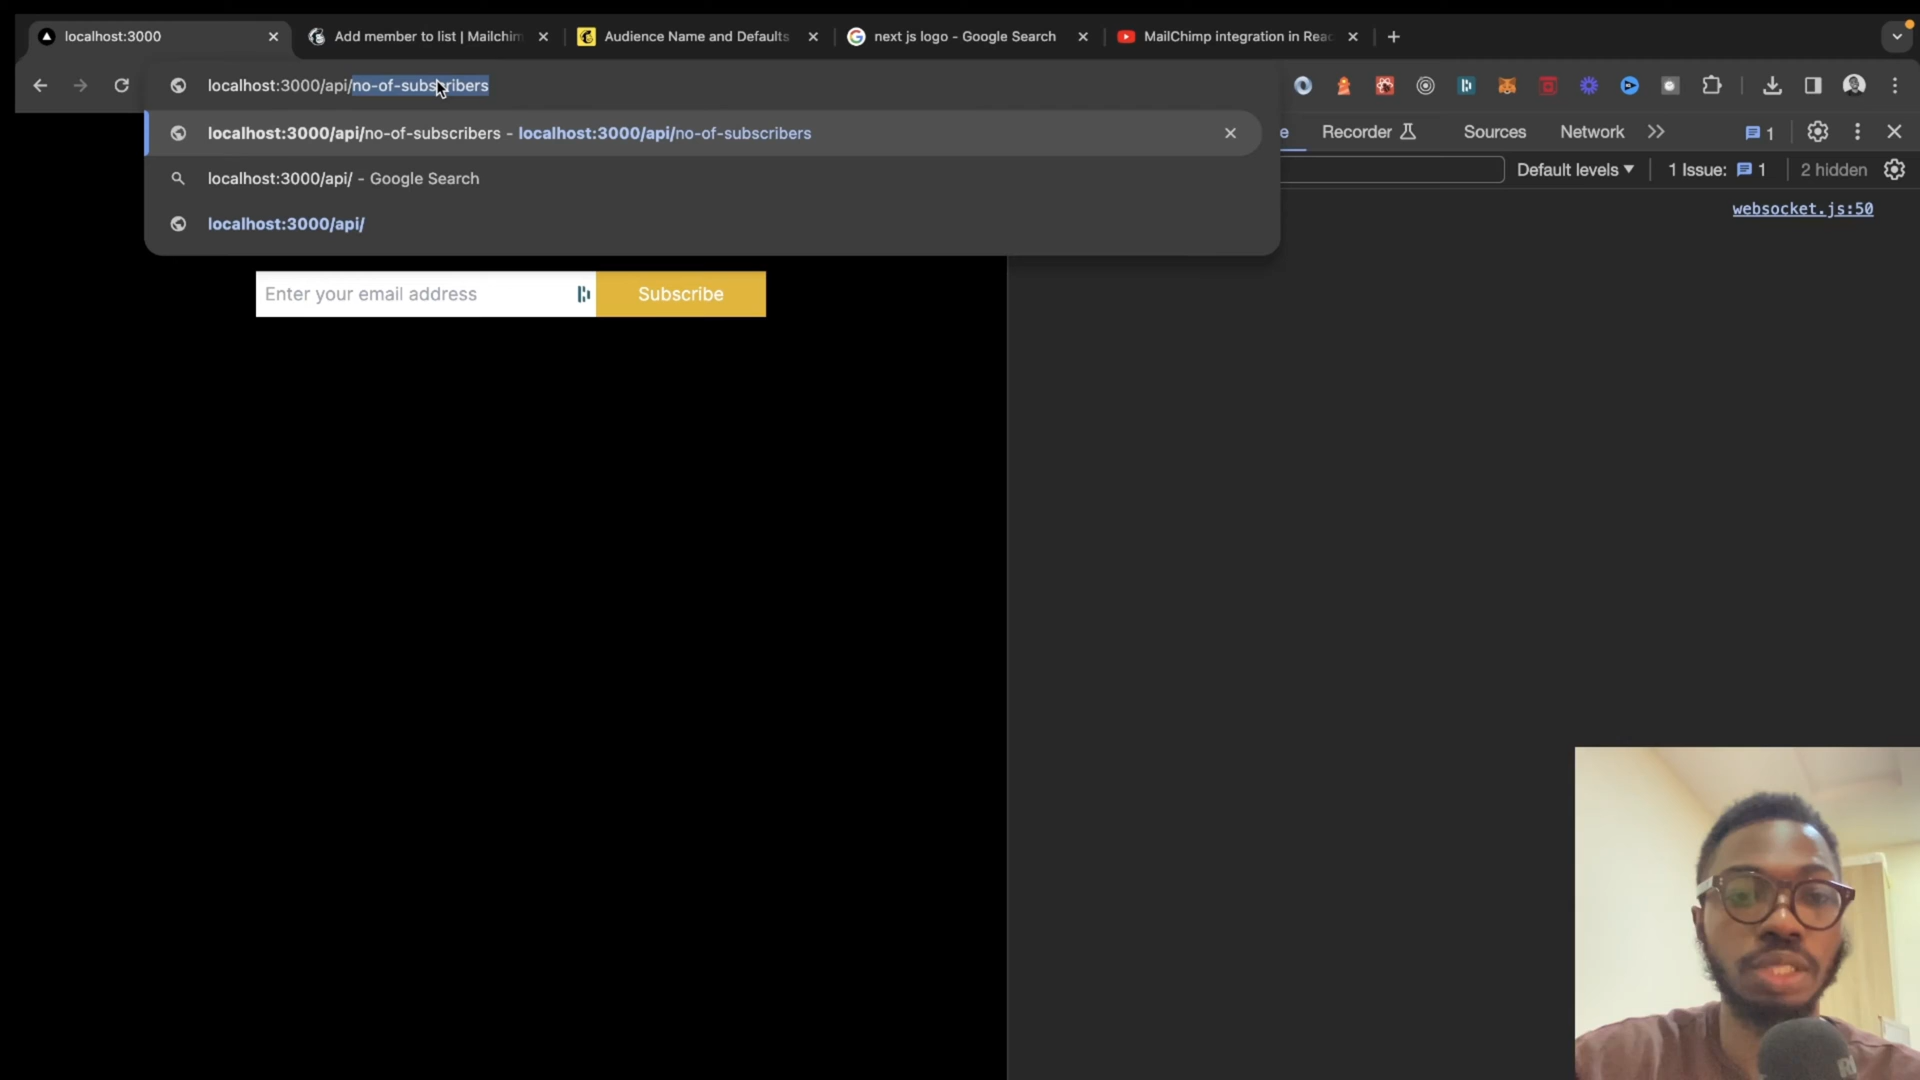 localhost:3000
Add member to list | Mailchim
Audience Name and Defaults
next js logo - Google Search
MailChimp integration in Reac
localhost:3000/api/no-of-subscribers
localhost:3000/api/no-of-subscribers - localhost:3000/api/no-of-subscribers
localhost:3000/api/ - Google Search
localhost:3000/api/
e
Recorder
Sources
Network
1
Default levels
1 Issue:
1
2 hidden
websocket.js:50
Enter your email address
Subscribe